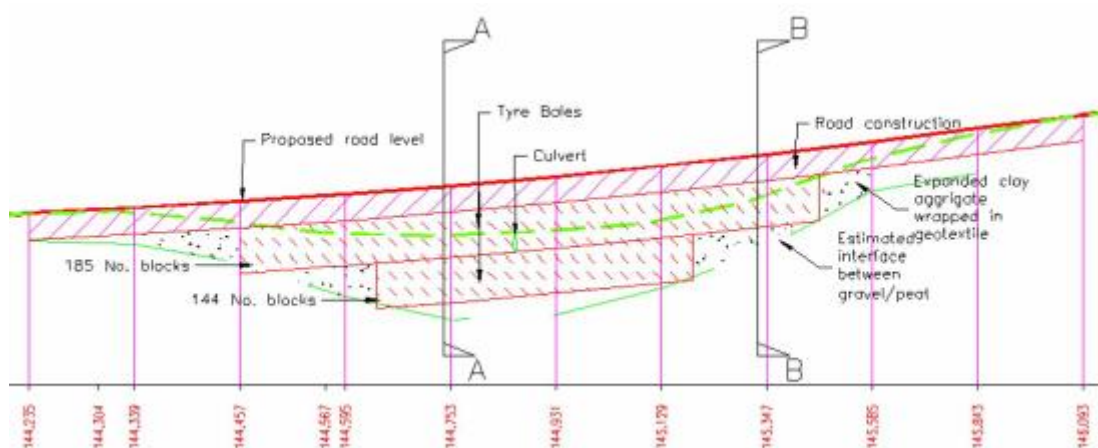 A
B
Tyre Bales
Proposed road level
Culvert
Road construction
Expanded clay
aggrigate
wrapped in
geotextile
Estimated
interface
between
gravel/peat
185 No. blocks
144 No. blocks
A
B
144,235
144,304
144,339
144,457
144,567
144,595
144,753
144,931
145,129
145,347
145,585
145,843
146,093